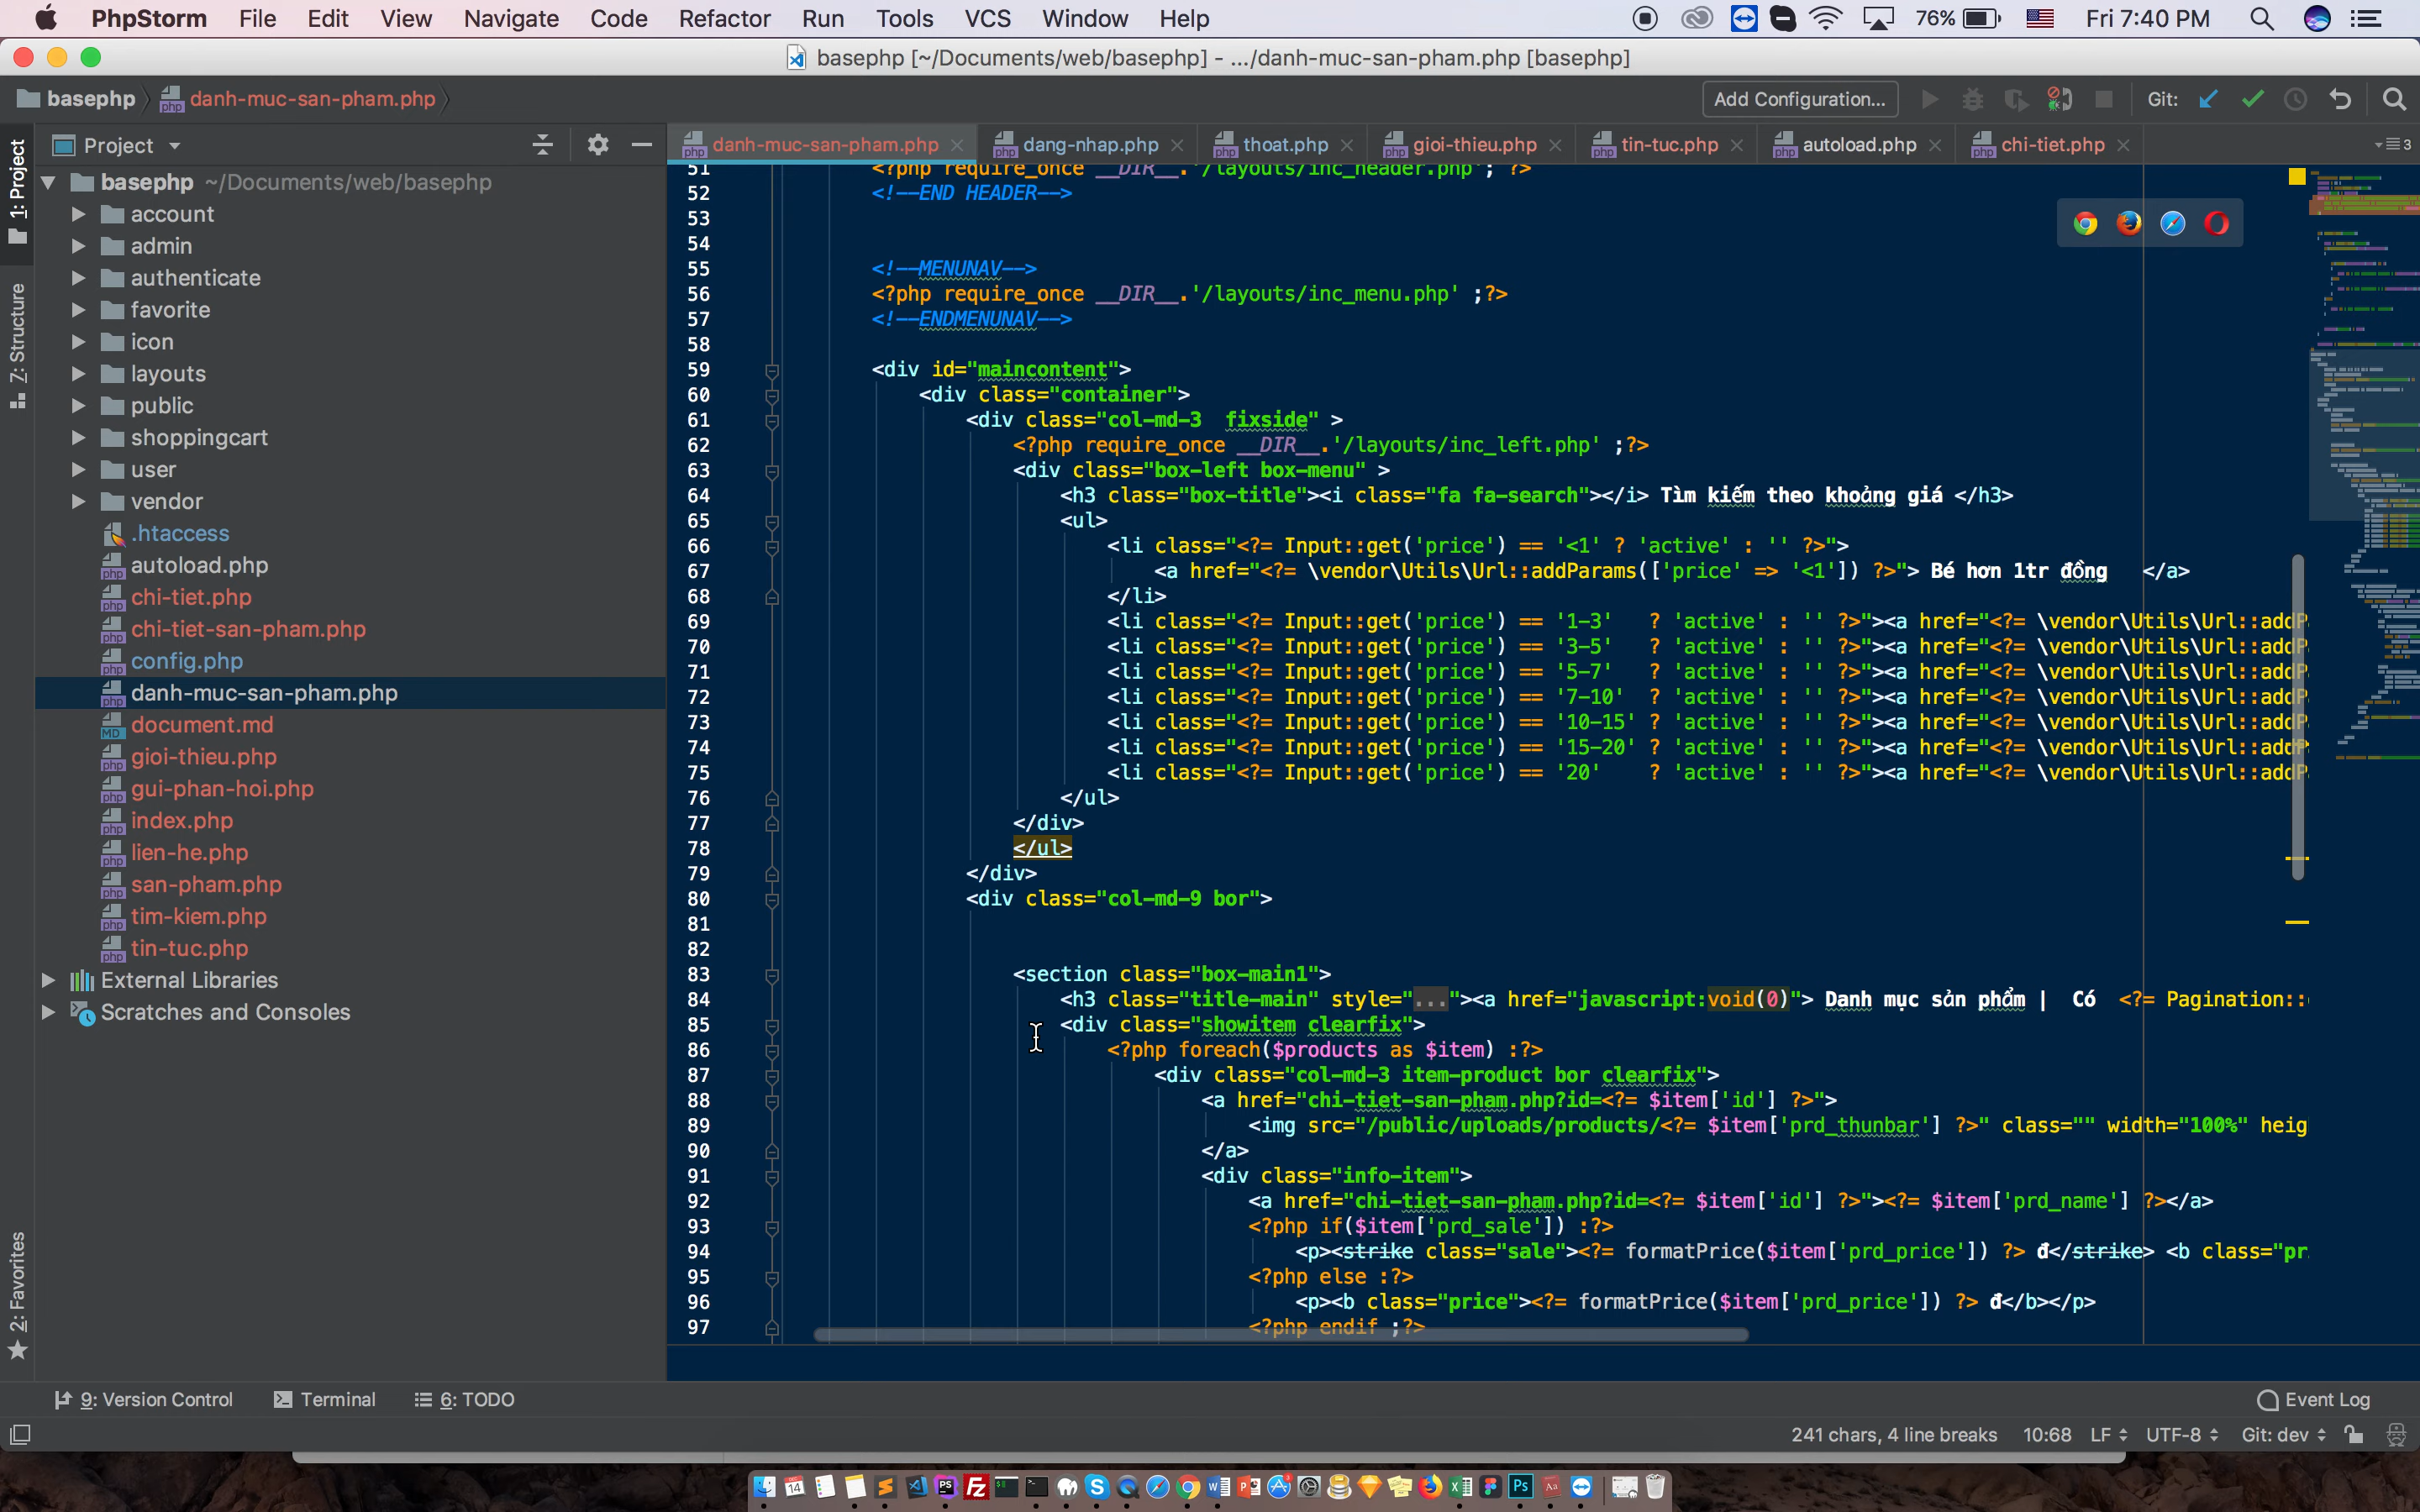 PhpStorm File Edit View Navigate Code Refactor Run Tools VCS Window Help 76% Fri 7:40 PM
basephp [~/Documents/web/basephp] - .../danh-muc-san-pham.php [basephp]
basephp danh-muc-san-pham.php Add Configuration... Git:
Project
danh-muc-san-pham.php dang-nhap.php thoat.php gioi-thieu.php tin-tuc.php autoload.php chi-tiet.php 3
1: Project
Z: Structure
2: Favorites
basephp ~/Documents/web/basephp
account
admin
authenticate
favorite
icon
layouts
public
shoppingcart
user
vendor
.htaccess
autoload.php
chi-tiet.php
chi-tiet-san-pham.php
config.php
danh-muc-san-pham.php
document.md
gioi-thieu.php
gui-phan-hoi.php
index.php
lien-he.php
san-pham.php
tim-kiem.php
tin-tuc.php
External Libraries
Scratches and Consoles
51 <?php require_once __DIR__.'/layouts/inc_header.php'; ?>
52 <!--END HEADER-->
53
54
55 <!--MENUNAV-->
56 <?php require_once __DIR__.'/layouts/inc_menu.php' ;?>
57 <!--ENDMENUNAV-->
58
59 <div id="maincontent">
60 <div class="container">
61 <div class="col-md-3  fixside" >
62 <?php require_once __DIR__.'/layouts/inc_left.php' ;?>
63 <div class="box-left box-menu" >
64 <h3 class="box-title"><i class="fa fa-search"></i> Tìm kiếm theo khoảng giá </h3>
65 <ul>
66 <li class="<?= Input::get('price') == '<1' ? 'active' : '' ?>">
67 <a href="<?= \vendor\Utils\Url::addParams(['price' => '<1']) ?>"> Bé hơn 1tr đồng   </a>
68 </li>
69 <li class="<?= Input::get('price') == '1-3'   ? 'active' : '' ?>"><a href="<?= \vendor\Utils\Url::addP
70 <li class="<?= Input::get('price') == '3-5'   ? 'active' : '' ?>"><a href="<?= \vendor\Utils\Url::addP
71 <li class="<?= Input::get('price') == '5-7'   ? 'active' : '' ?>"><a href="<?= \vendor\Utils\Url::addP
72 <li class="<?= Input::get('price') == '7-10'  ? 'active' : '' ?>"><a href="<?= \vendor\Utils\Url::addP
73 <li class="<?= Input::get('price') == '10-15' ? 'active' : '' ?>"><a href="<?= \vendor\Utils\Url::addP
74 <li class="<?= Input::get('price') == '15-20' ? 'active' : '' ?>"><a href="<?= \vendor\Utils\Url::addP
75 <li class="<?= Input::get('price') == '20'    ? 'active' : '' ?>"><a href="<?= \vendor\Utils\Url::addP
76 </ul>
77 </div>
78 </ul>
79 </div>
80 <div class="col-md-9 bor">
81
82
83 <section class="box-main1">
84 <h3 class="title-main" style="..."><a href="javascript:void(0)"> Danh mục sản phẩm |  Có  <?= Pagination::
85 <div class="showitem clearfix">
86 <?php foreach($products as $item) :?>
87 <div class="col-md-3 item-product bor clearfix">
88 <a href="chi-tiet-san-pham.php?id=<?= $item['id'] ?>">
89 <img src="/public/uploads/products/<?= $item['prd_thunbar'] ?>" class="" width="100%" heig
90 </a>
91 <div class="info-item">
92 <a href="chi-tiet-san-pham.php?id=<?= $item['id'] ?>"><?= $item['prd_name'] ?></a>
93 <?php if($item['prd_sale']) :?>
94 <p><strike class="sale"><?= formatPrice($item['prd_price']) ?> đ</strike> <b class="pr
95 <?php else :?>
96 <p><b class="price"><?= formatPrice($item['prd_price']) ?> đ</b></p>
97 <?php endif ;?>
9: Version Control Terminal 6: TODO Event Log
241 chars, 4 line breaks 10:68 LF UTF-8 Git: dev